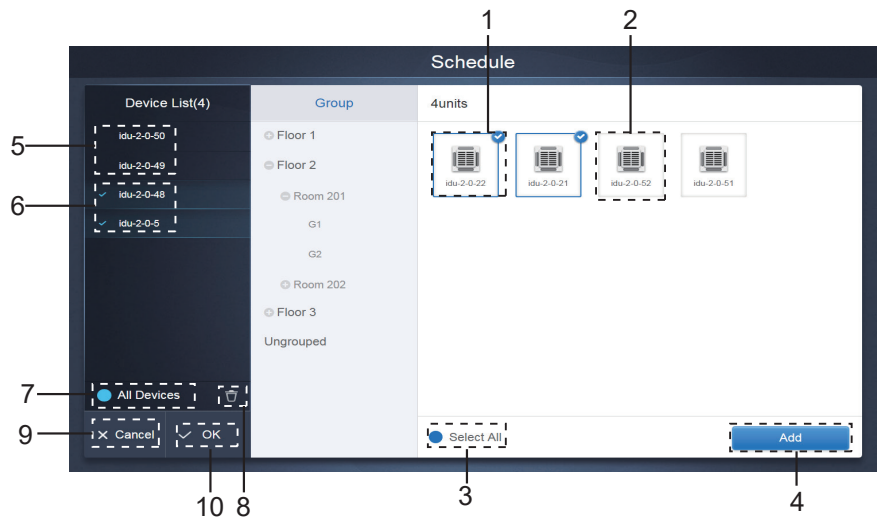 1 2
Schedule
Device List(4) Group 4units
5 idu-2-0-50
idu-2-0-49
6 idu-2-0-48
idu-2-0-5
Floor 1
Floor 2
Room 201
G1
G2
Room 202
Floor 3
Ungrouped
idu-2-0-22 idu-2-0-21 idu-2-0-52 idu-2-0-51
7 All Devices
9 Cancel OK
Select All Add
10 8 3 4